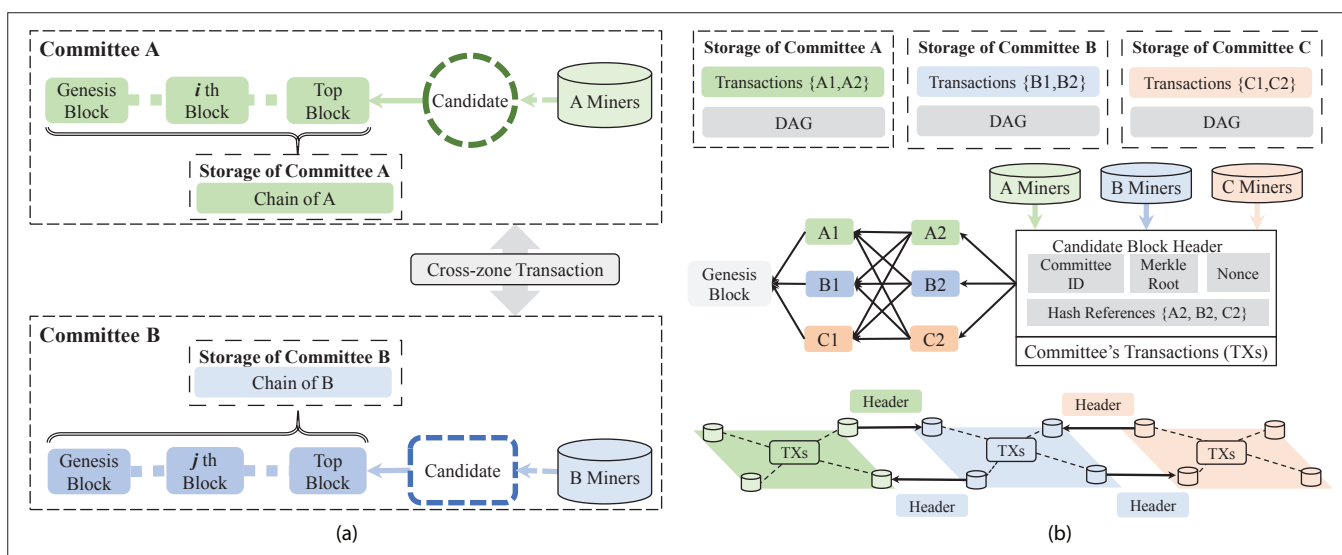 Committee A
Genesis
Block
i th
Block
Top
Block
Candidate
A Miners
Storage of Committee A
Chain of A
Cross-zone Transaction
Committee B
Storage of Committee B
Chain of B
Genesis
Block
j th
Block
Top
Block
Candidate
B Miners
(a)
Storage of Committee A
Transactions {A1,A2}
DAG
Storage of Committee B
Transactions {B1,B2}
DAG
Storage of Committee C
Transactions {C1,C2}
DAG
A Miners
B Miners
C Miners
Genesis
Block
A1
A2
B1
B2
C1
C2
Candidate Block Header
Committee
ID
Merkle
Root
Nonce
Hash References {A2, B2, C2}
Committee's Transactions (TXs)
Header
Header
TXs
TXs
TXs
Header
Header
(b)